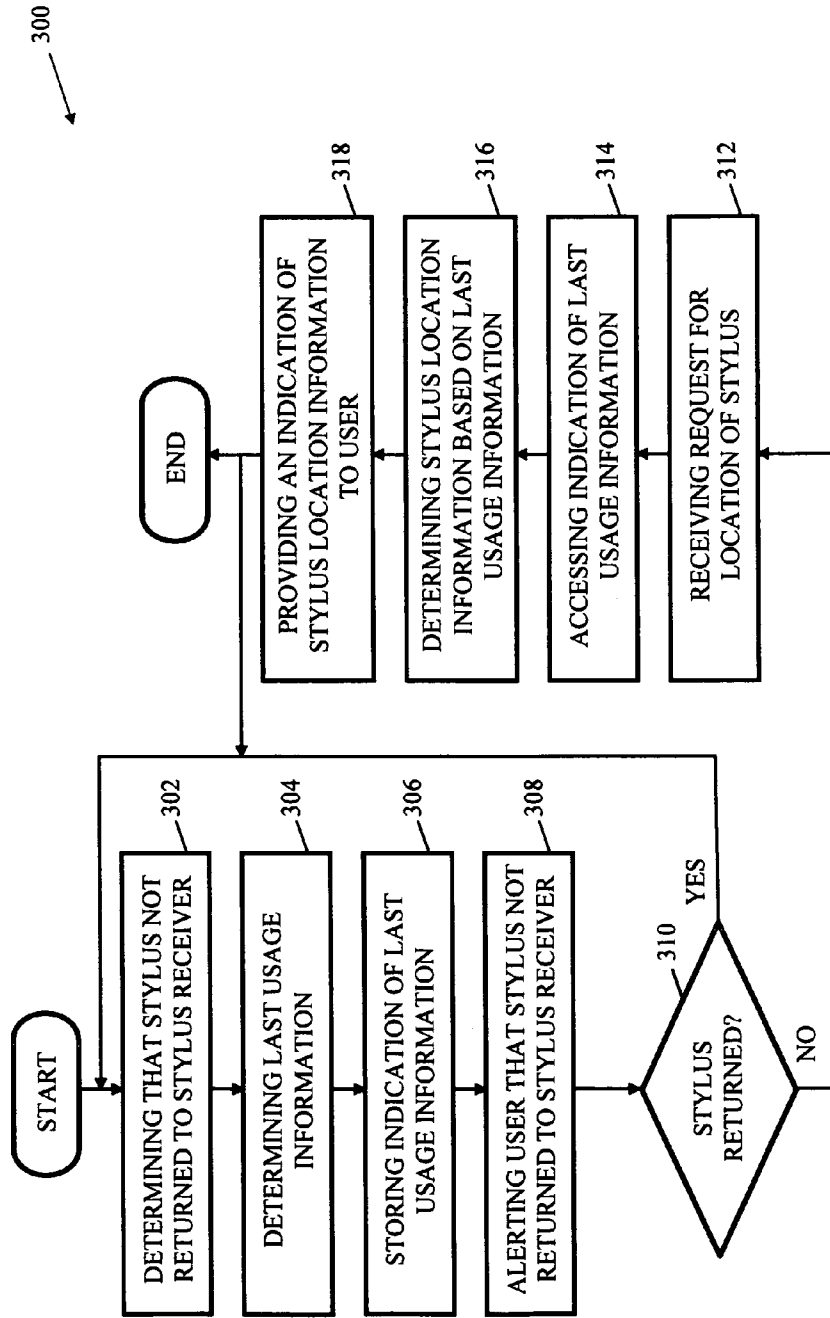 300
START
302
DETERMINING THAT STYLUS NOT
RETURNED TO STYLUS RECEIVER
304
DETERMINING LAST USAGE
INFORMATION
306
STORING INDICATION OF LAST
USAGE INFORMATION
308
ALERTING USER THAT STYLUS NOT
RETURNED TO STYLUS RECEIVER
310
STYLUS
RETURNED?
YES
NO
312
RECEIVING REQUEST FOR
LOCATION OF STYLUS
314
ACCESSING INDICATION OF LAST
USAGE INFORMATION
316
DETERMINING STYLUS LOCATION
INFORMATION BASED ON LAST
USAGE INFORMATION
318
PROVIDING AN INDICATION OF
STYLUS LOCATION INFORMATION
TO USER
END